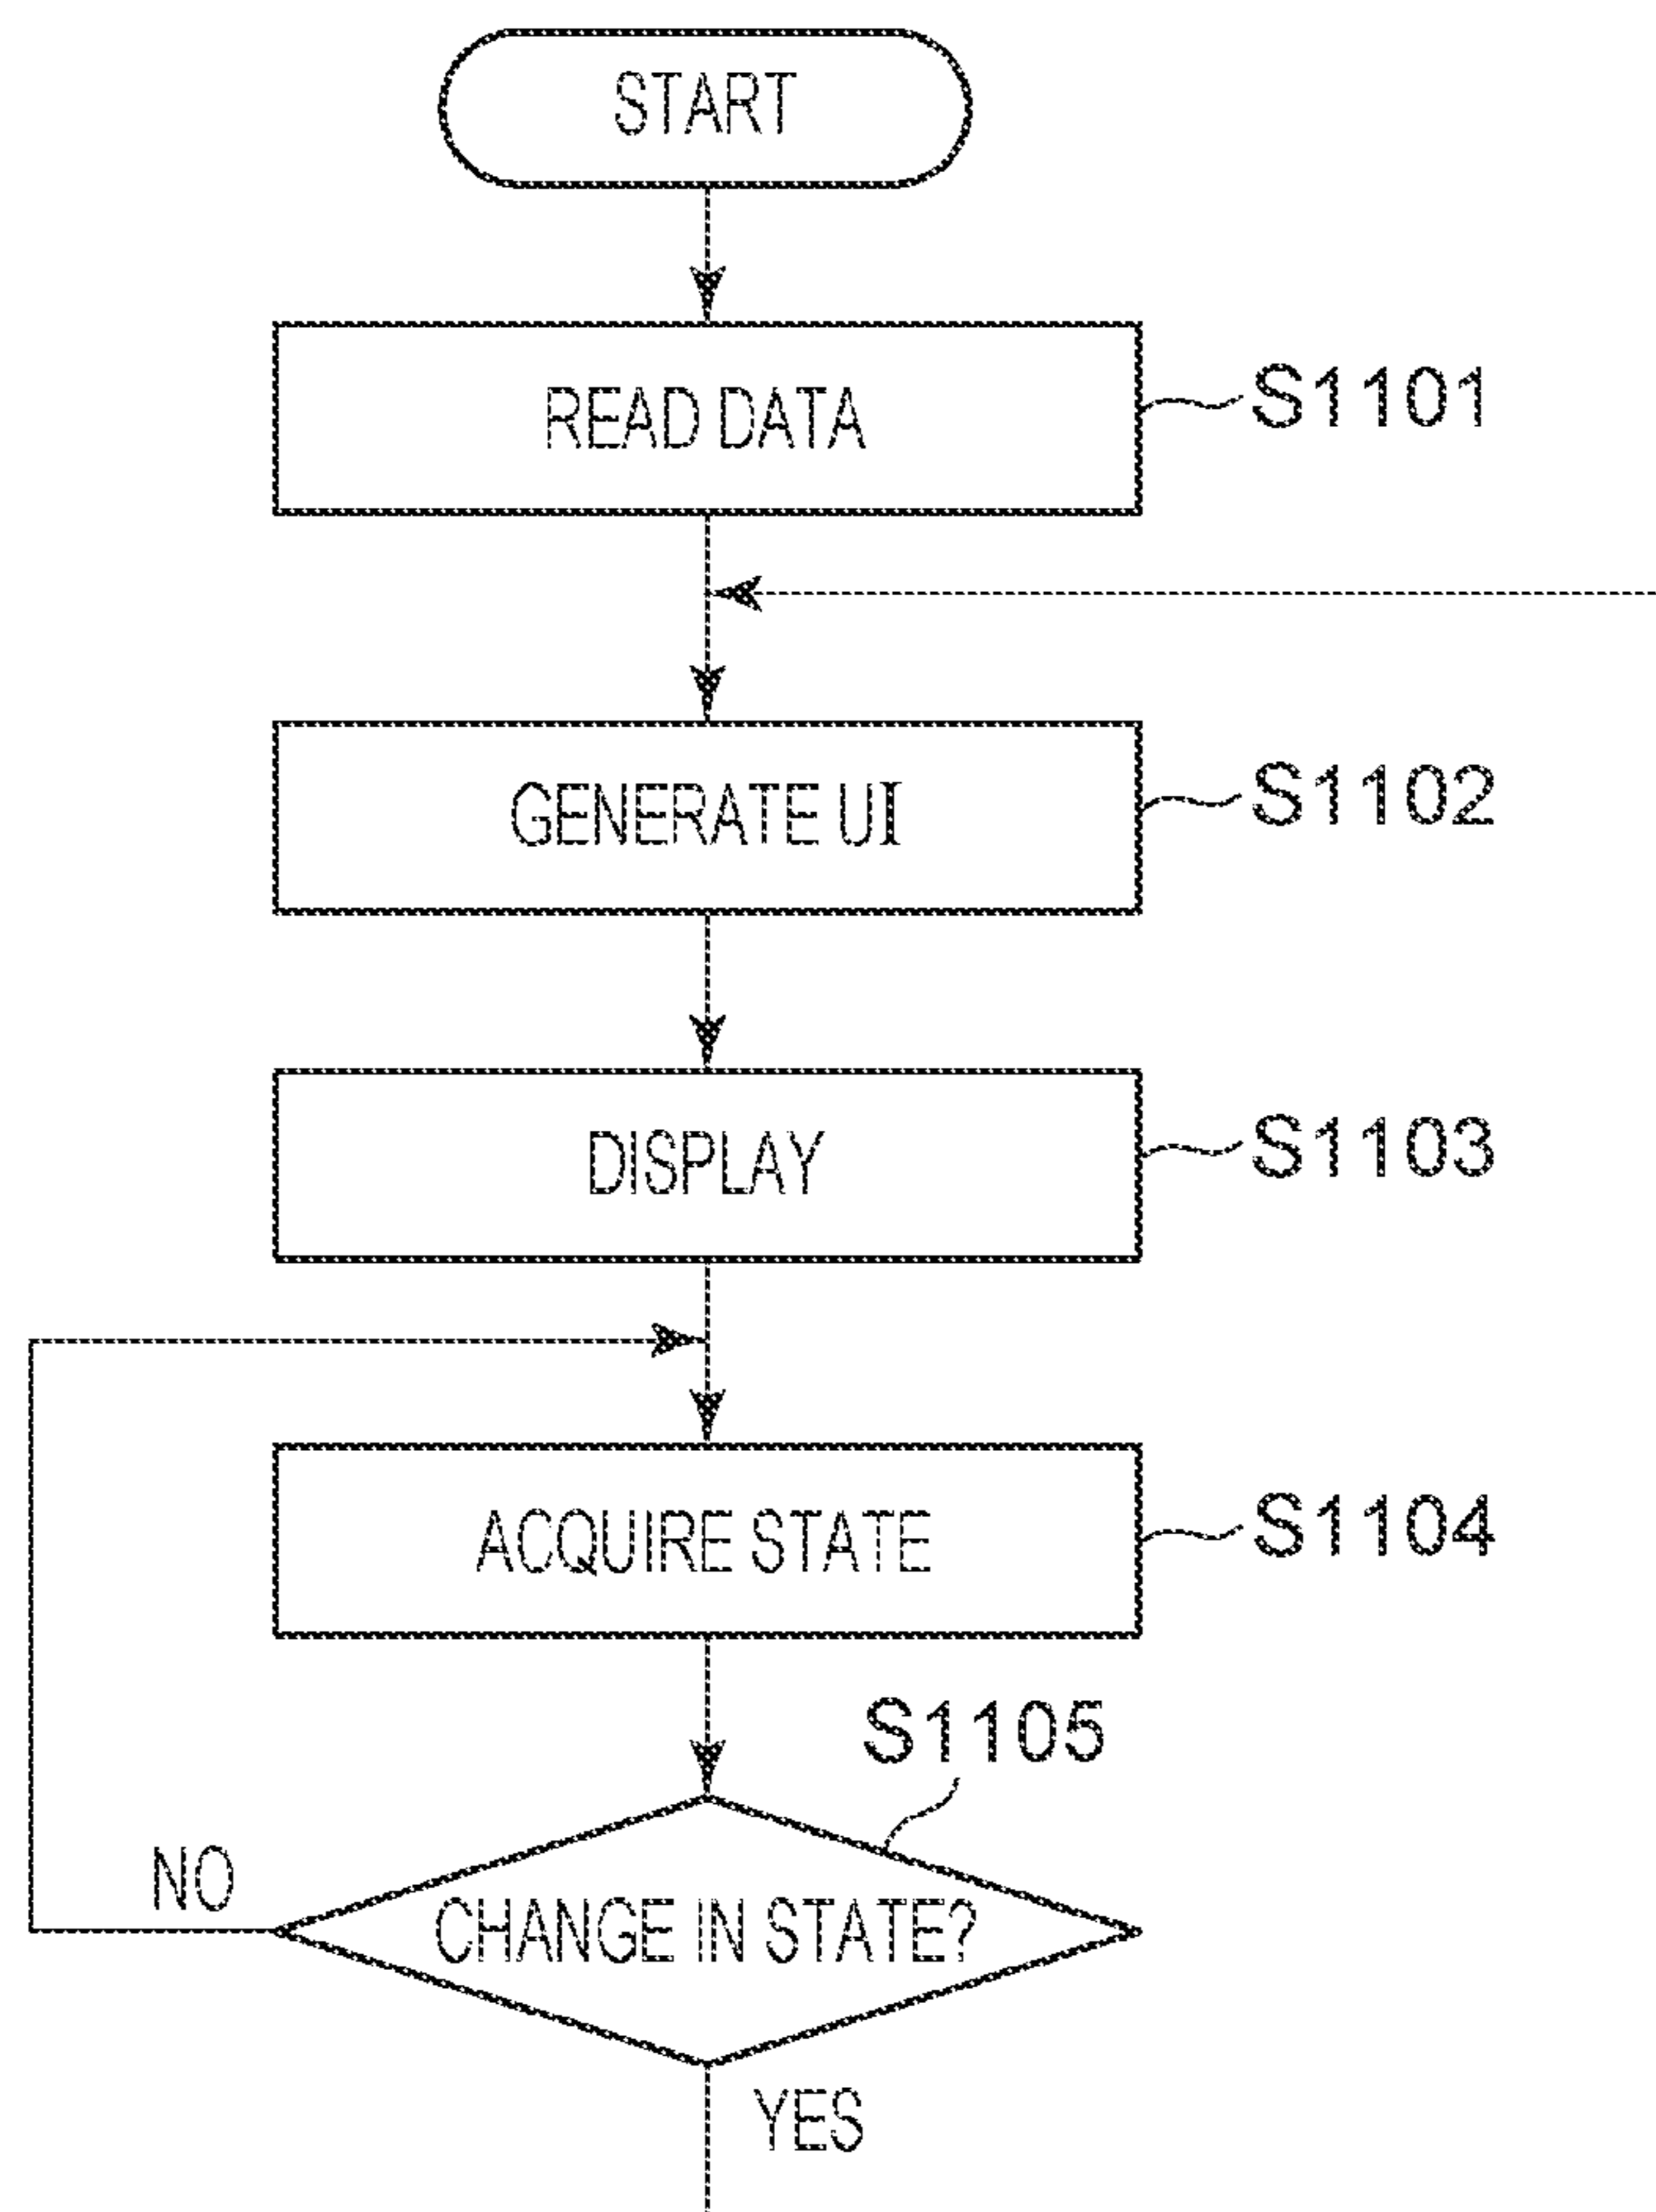 START
READ DATA
S1101
GENERATE UI
S1102
DISPLAY
S1103
ACQUIRE STATE
S1104
S1105
NO
CHANGE IN STATE?
YES